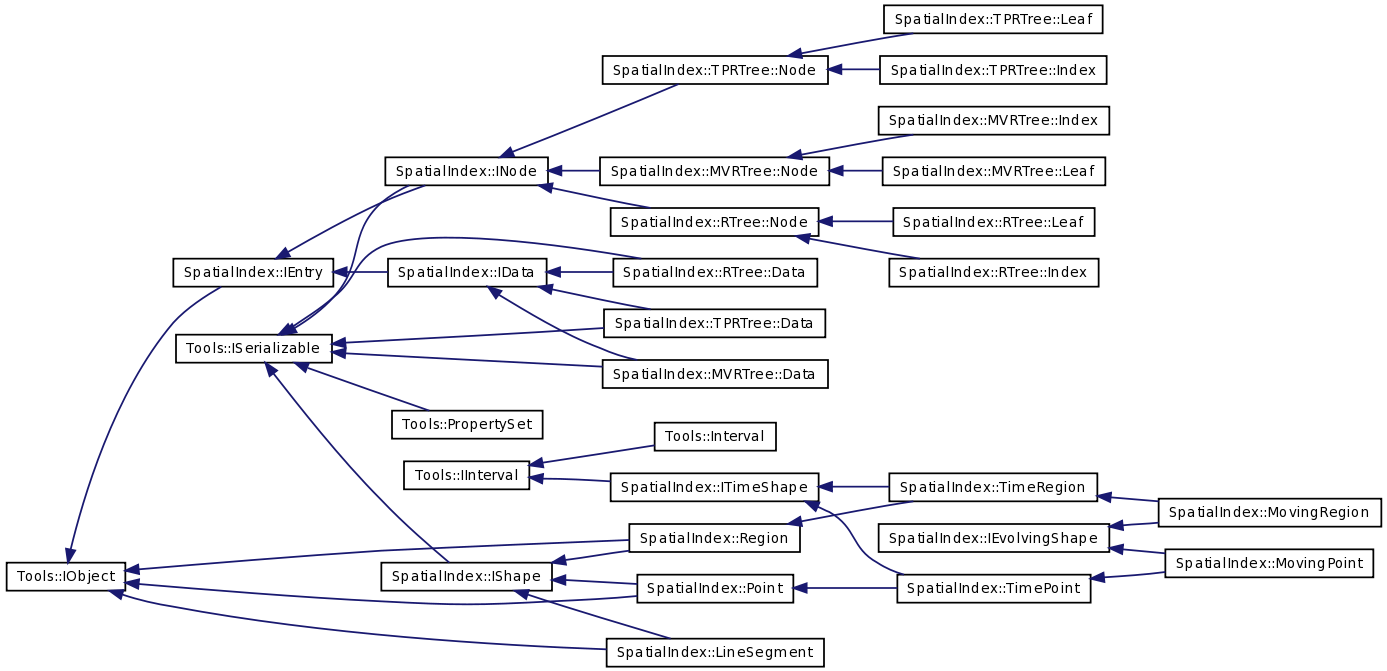 SpatialIndex::TPRTree::Leaf
SpatialIndex::TPRTree::Node
SpatialIndex::TPRTree::Index
SpatialIndex::MVRTree::Index
SpatialIndex::INode
SpatialIndex::MVRTree::Node
SpatialIndex::MVRTree::Leaf
SpatialIndex::RTree::Node
SpatialIndex::RTree::Leaf
SpatialIndex::IEntry
SpatialIndex::IData
SpatialIndex::RTree::Data
SpatialIndex::RTree::Index
SpatialIndex::TPRTree::Data
Tools::ISerializable
SpatialIndex::MVRTree::Data
Tools::PropertySet
Tools::Interval
Tools::IInterval
SpatialIndex::ITimeShape
SpatialIndex::TimeRegion
SpatialIndex::MovingRegion
SpatialIndex::Region
SpatialIndex::IEvolvingShape
SpatialIndex::MovingPoint
Tools::IObject
SpatialIndex::IShape
SpatialIndex::Point
SpatialIndex::TimePoint
SpatialIndex::LineSegment